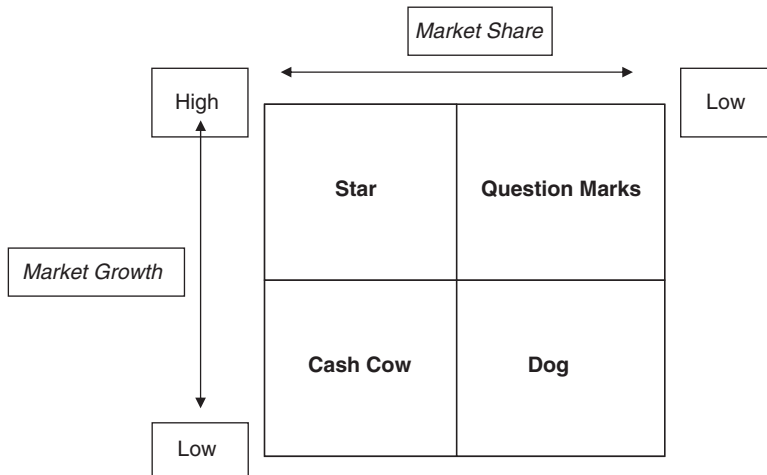 Market Share
High
Low
Star
Question Marks
Market Growth
Cash Cow
Dog
Low